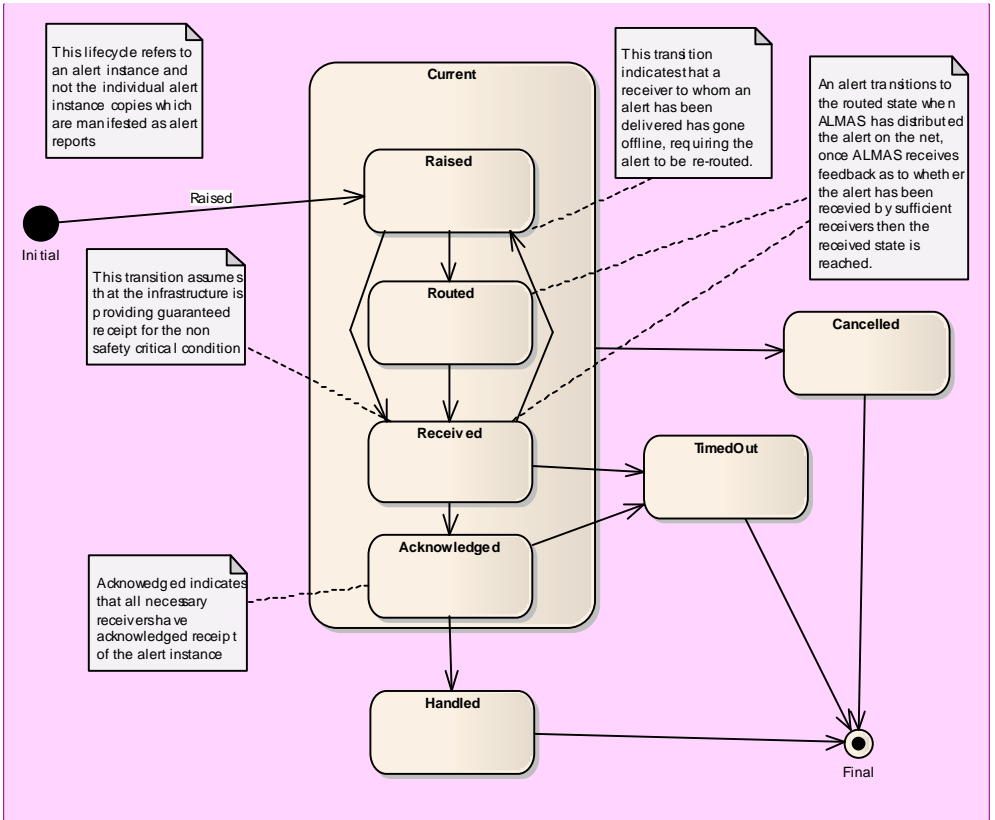 This lifecycle refers to
an alert instance and
not the individual alert
instance copies which
are manifested as alert
reports
Current
This transition
indicates that a
receiver to whom an
alert has been
delivered has gone
offline, requiring the
alert to be re-routed.
An alert transitions to
the routed state when
ALMAS has distributed
the alert on the net,
once ALMAS receives
feedback as to whether
the alert has been
recevied by sufficient
receivers then the
received state is
reached.
Raised
Raised
Initial
This transition assumes
that the infrastructure is
providing guaranteed
receipt for the non
safety critical condition
Routed
Cancelled
Received
TimedOut
Acknowledged
Acknowedged indicates
that all necessary
receivers have
acknowledged receipt
of the alert instance
Handled
Final